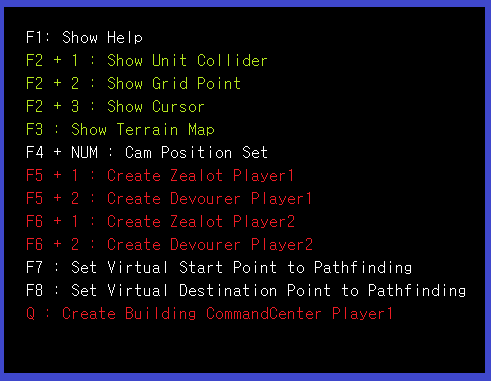 F1: Show Help
F2 + 1 : Show Unit Collider
F2 + 2 : Show Grid Point
F2 + 3 : Show Cursor
F3 : Show Terrain Map
F4 + NUM : Cam Position Set
F5 + 1 : Create Zealot Player1
F5 + 2 : Create Devourer Player1
F6 + 1 : Create Zealot Player2
F6 + 2 : Create Devourer Player2
F7 : Set Virtual Start Point to Pathfinding
F8 : Set Virtual Destination Point to Pathfinding
Q : Create Building CommandCenter Player1